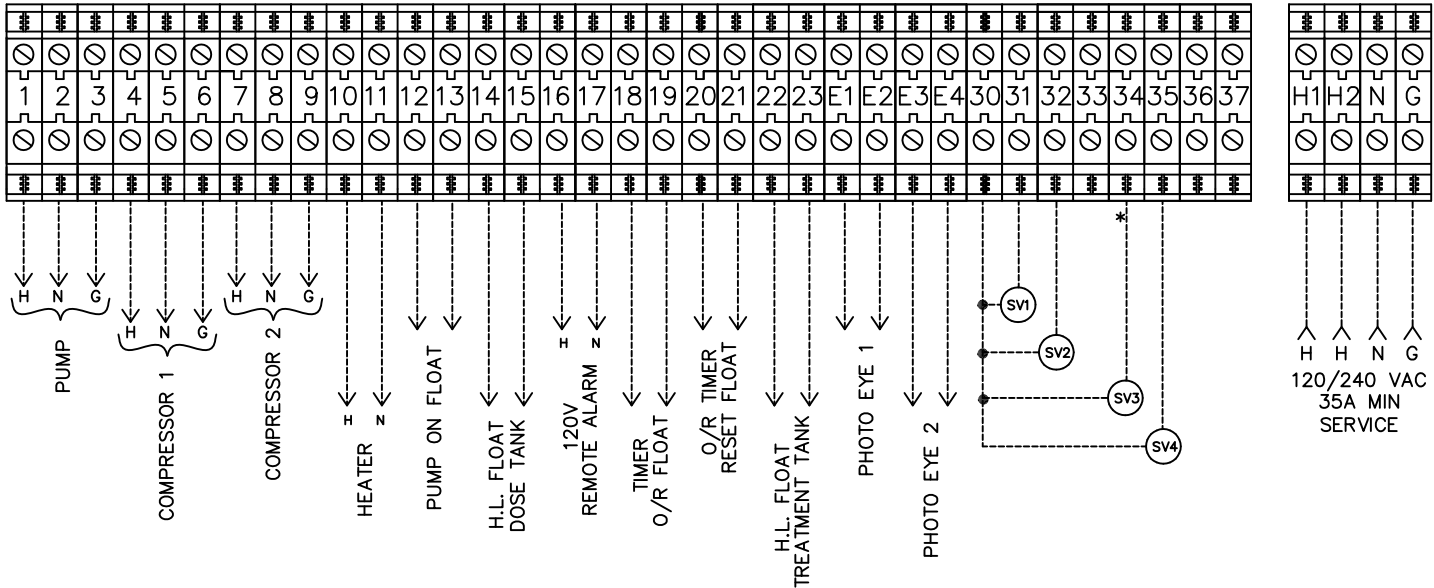 1 2 3 4 5 6 7 8 9 10 11 12 13 14 15 16 17 18 19 20 21 22 23 E1 E2 E3 E4 30 31 32 33 34 35 36 37 H1 H2 N G
*
H N G
PUMP
H N G
COMPRESSOR 1
H N G
COMPRESSOR 2
H N
HEATER
PUMP ON FLOAT
H.L. FLOAT
DOSE TANK
H N
120V
REMOTE ALARM
TIMER
O/R FLOAT
O/R TIMER
RESET FLOAT
H.L. FLOAT
TREATMENT TANK
PHOTO EYE 1
PHOTO EYE 2
SV1
SV2
SV3
SV4
H H N G
120/240 VAC
35A MIN
SERVICE